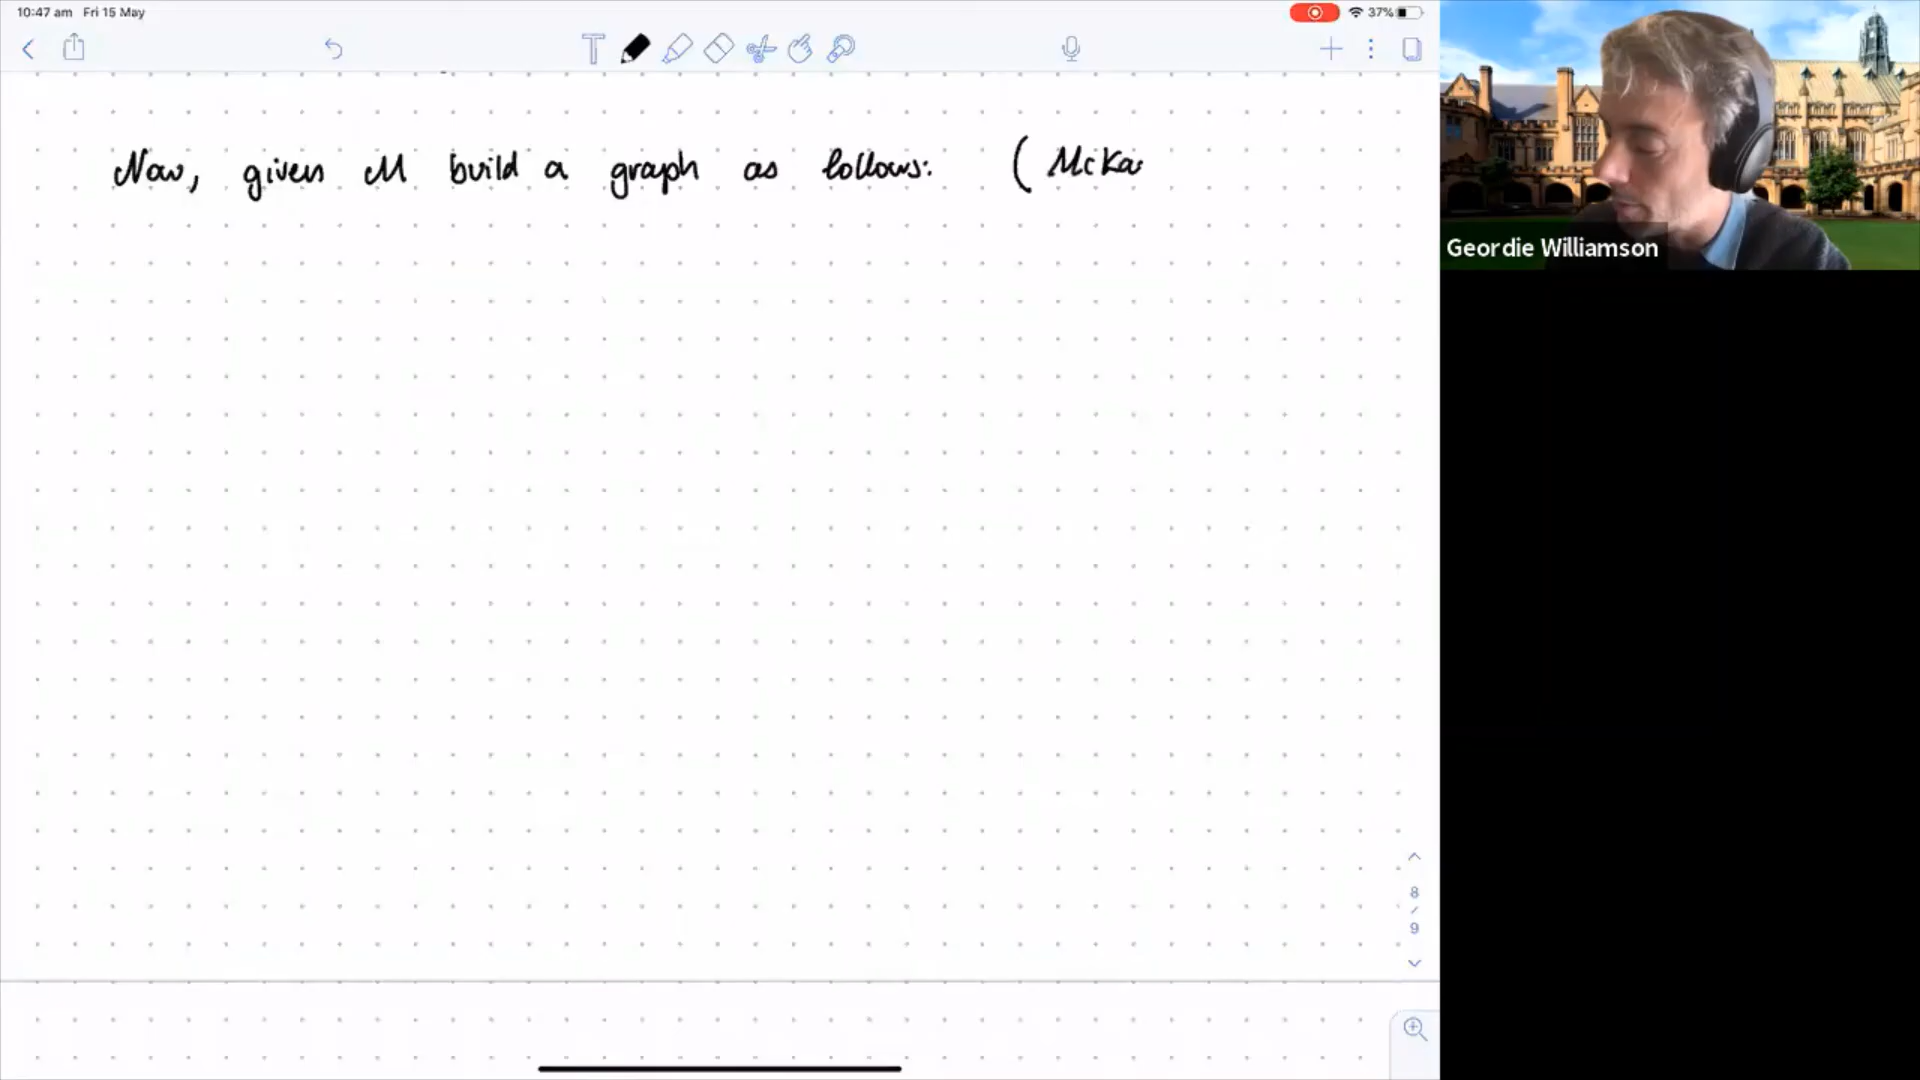 10:47 am Fri 15 May
37%
Now, given M build a graph as follows: ( McKa
Geordie Williamson
8
/
9